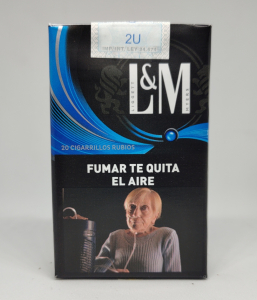 2U
L&M
20 CIGARRILLOS RUBIOS
FUMAR TE QUITA
EL AIRE